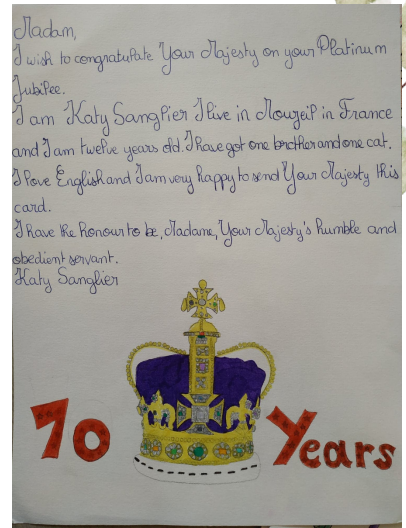 Madam,
I wish to congratulate Your Majesty on your Platinum
Jubilee.
I am Katy Sanglier I live in Mouzeil in France
and I am twelve years old. I have got one brother and one cat.
I love English and I am very happy to send Your Majesty this
card.
I have the honour to be, Madame, Your Majesty's humble and
obedient servant.
Katy Sanglier
70 Years